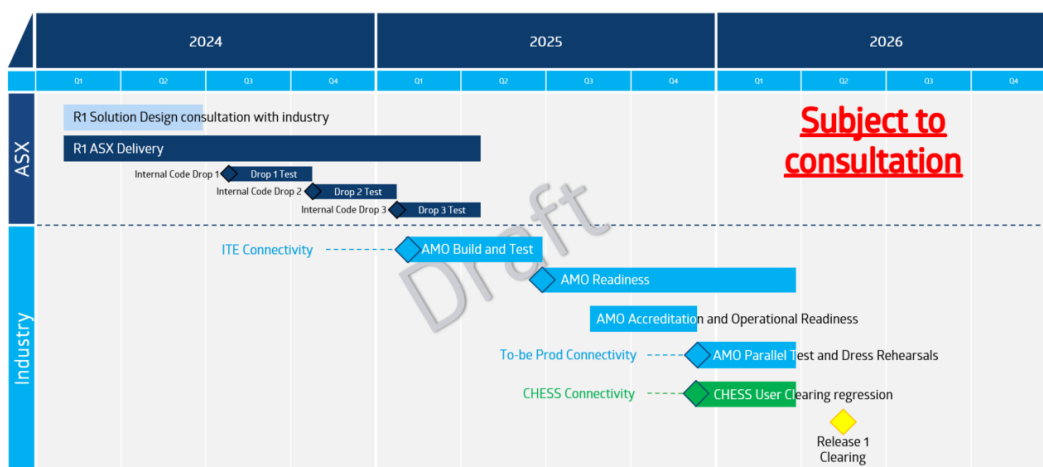 2024 2025 2026
Q1 Q2 Q3 Q4 Q1 Q2 Q3 Q4 Q1 Q2 Q3 Q4
ASX
R1 Solution Design consultation with industry
R1 ASX Delivery
Internal Code Drop 1 Drop 1 Test
Internal Code Drop 2 Drop 2 Test
Internal Code Drop 3 Drop 3 Test
Subject to
consultation
Draft
Industry
ITE Connectivity AMO Build and Test
AMO Readiness
AMO Accreditation and Operational Readiness
To-be Prod Connectivity AMO Parallel Test and Dress Rehearsals
CHESS Connectivity CHESS User Clearing regression
Release 1
Clearing